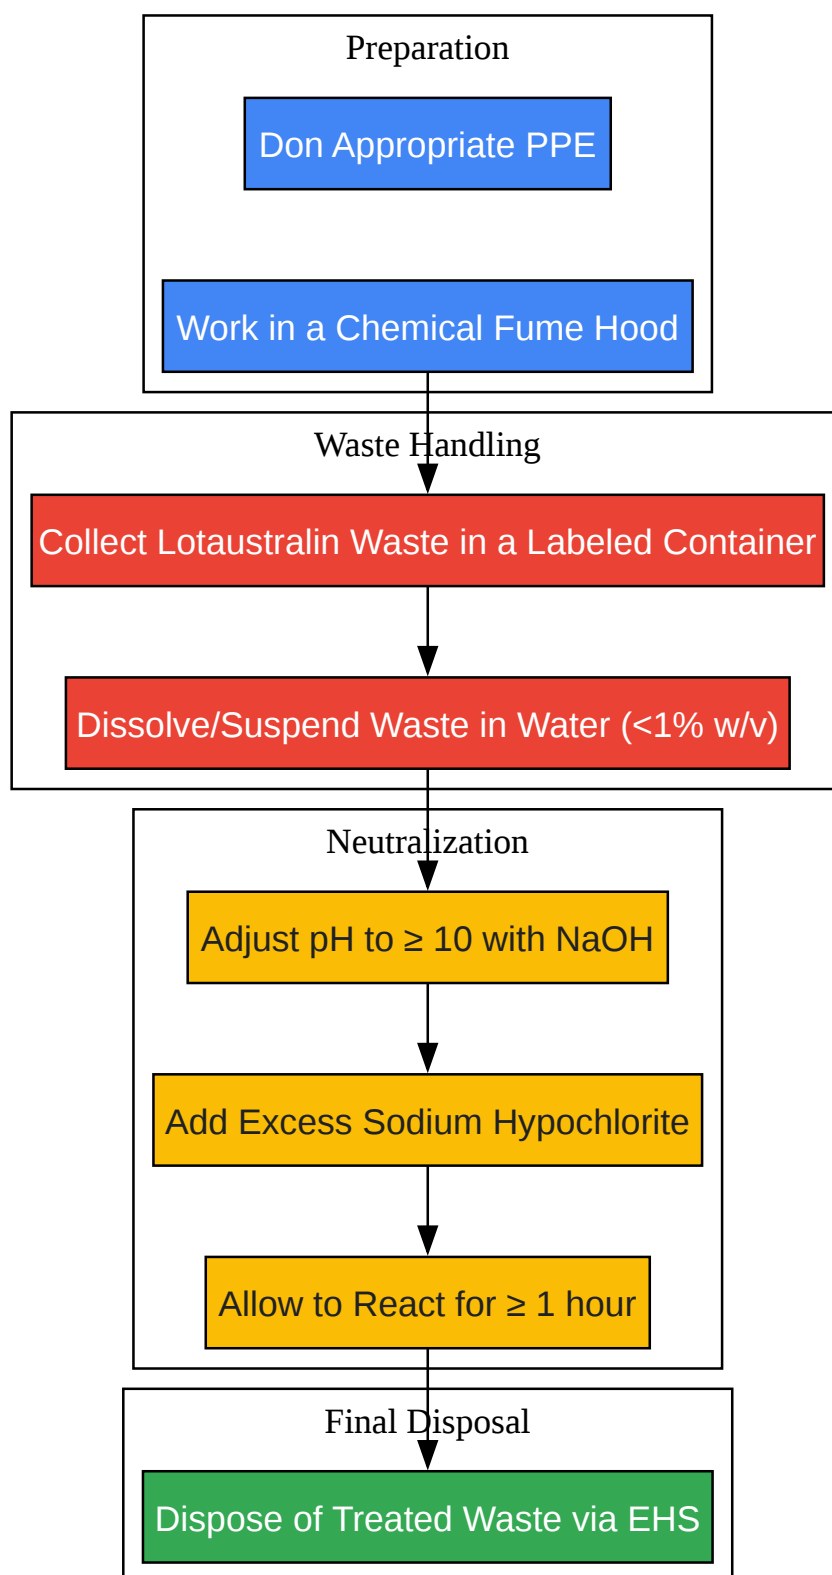 Preparation
Don Appropriate PPE
Work in a Chemical Fume Hood
Waste Handling
Collect Lotaustralin Waste in a Labeled Container
Dissolve/Suspend Waste in Water (<1% w/v)
Neutralization
Adjust pH to ≥ 10 with NaOH
Add Excess Sodium Hypochlorite
Allow to React for ≥ 1 hour
Final Disposal
Dispose of Treated Waste via EHS